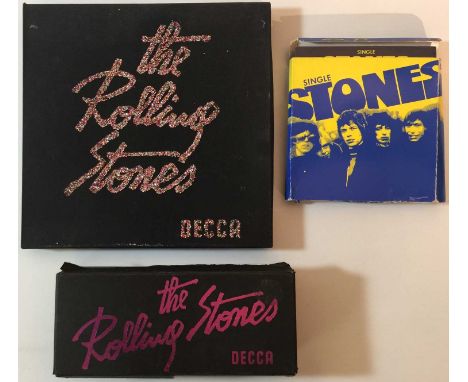 the
Rolling
Stones
DECCA
SINGLE
SINGLE
STONES
the
Rolling Stones
DECCA